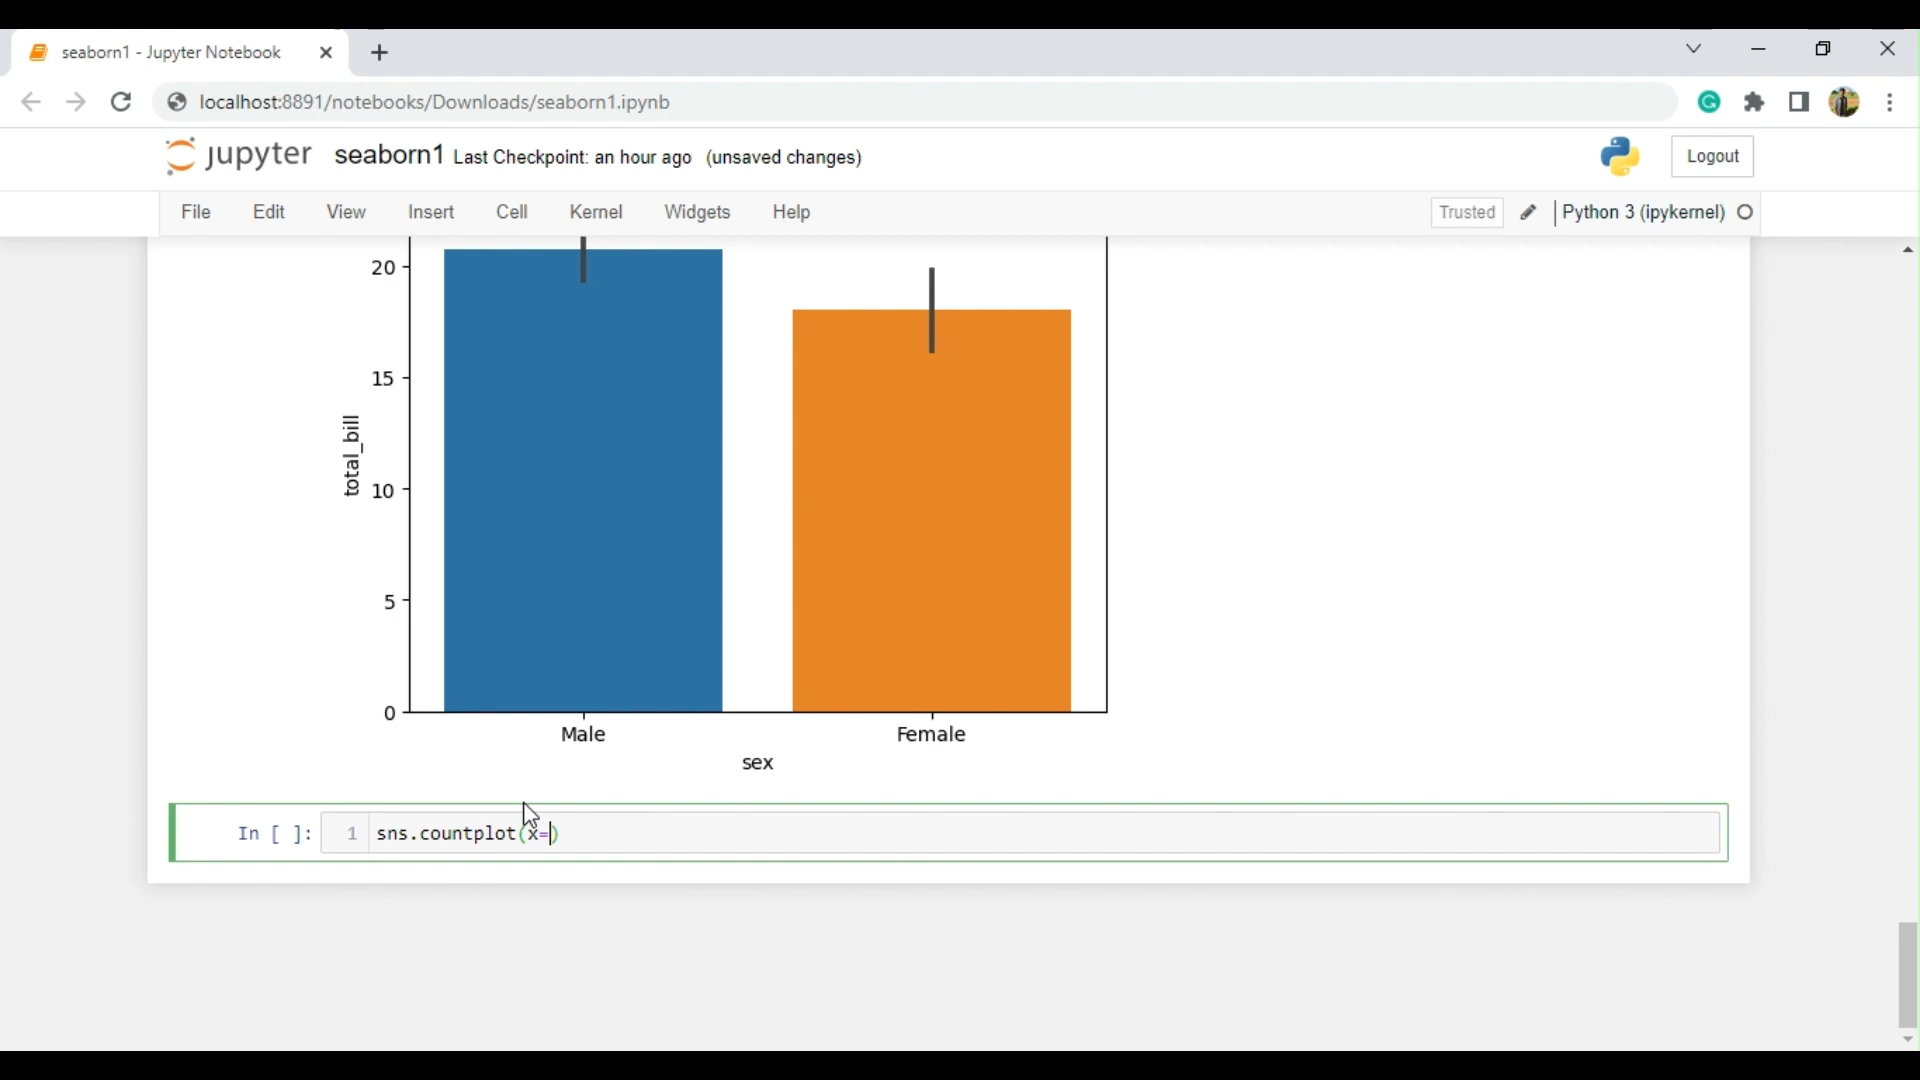 seaborn1 - Jupyter Notebook
localhost:8891/notebooks/Downloads/seaborn1.ipynb
jupyter seaborn1 Last Checkpoint: an hour ago (unsaved changes)
Logout
File Edit View Insert Cell Kernel Widgets Help
Trusted Python 3 (ipykernel)
20
15
total_bill
10
5
0
Male Female
sex
In [ ]: 1 sns.countplot(x=)